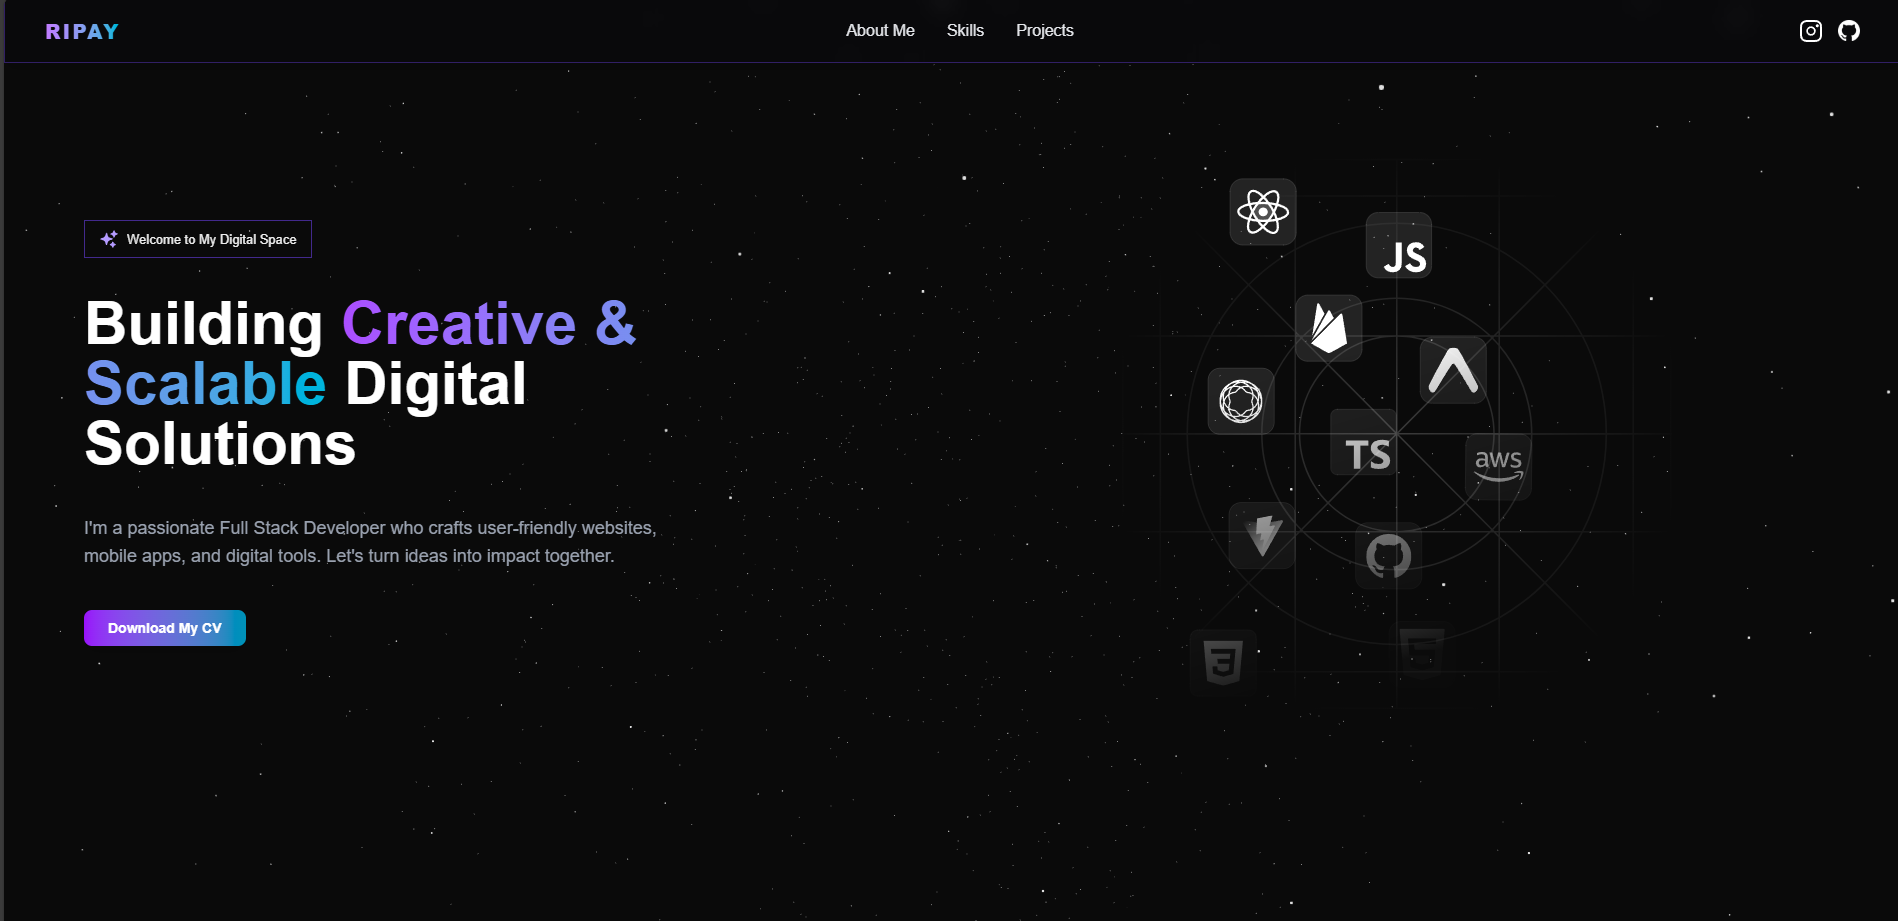 RIPAY
About Me
Skills
Projects
Welcome to My Digital Space
Building Creative &
Scalable Digital
Solutions
I'm a passionate Full Stack Developer who crafts user-friendly websites,
mobile apps, and digital tools. Let's turn ideas into impact together.
Download My CV
JS
TS
aws
3
5